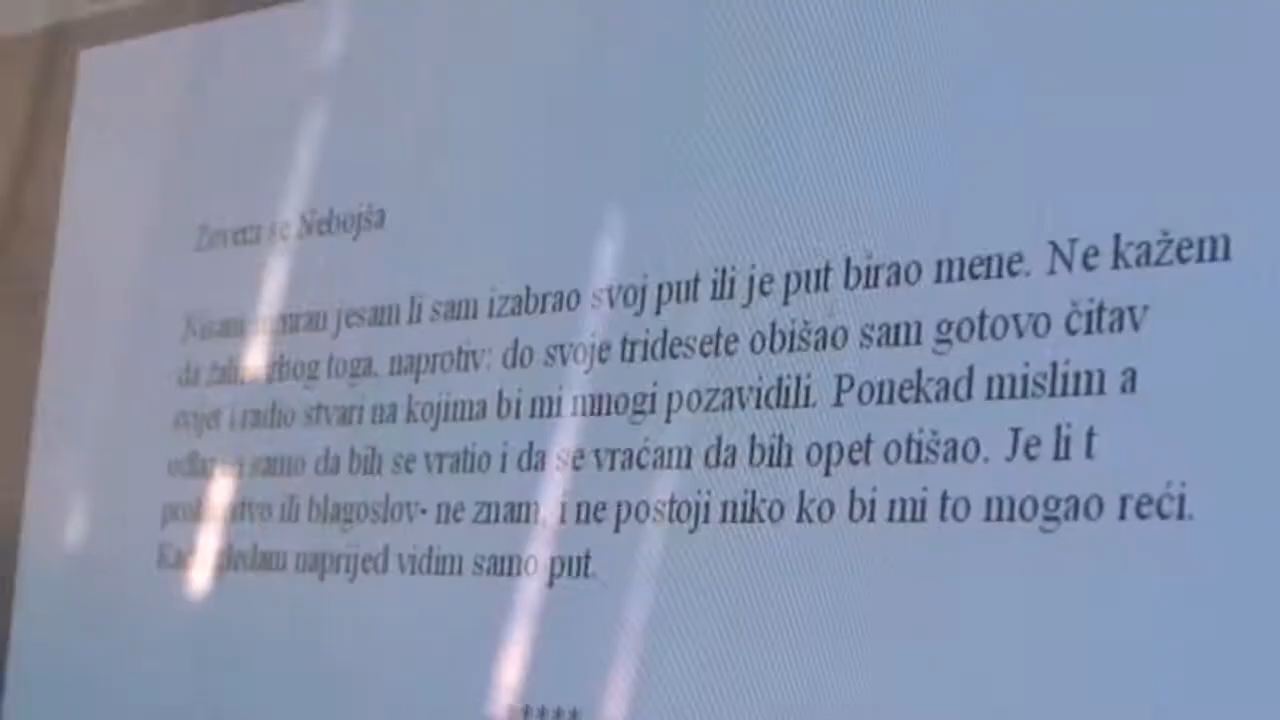 se Nebojša
jesam li sam izabrao svoj put ili je put birao mene. Ne kažem
da zbog toga, naprotiv: do svoje tridesete obišao sam gotovo čitav
svijet i radio stvari na kojima bi mi mnogi pozavidili. Ponekad mislim a
samo da bih se vratio i da se vraćam da bih opet otišao. Je li t
ili blagoslov- ne znam, i ne postoji niko ko bi mi to mogao reći.
naprijed vidim samo put.
****